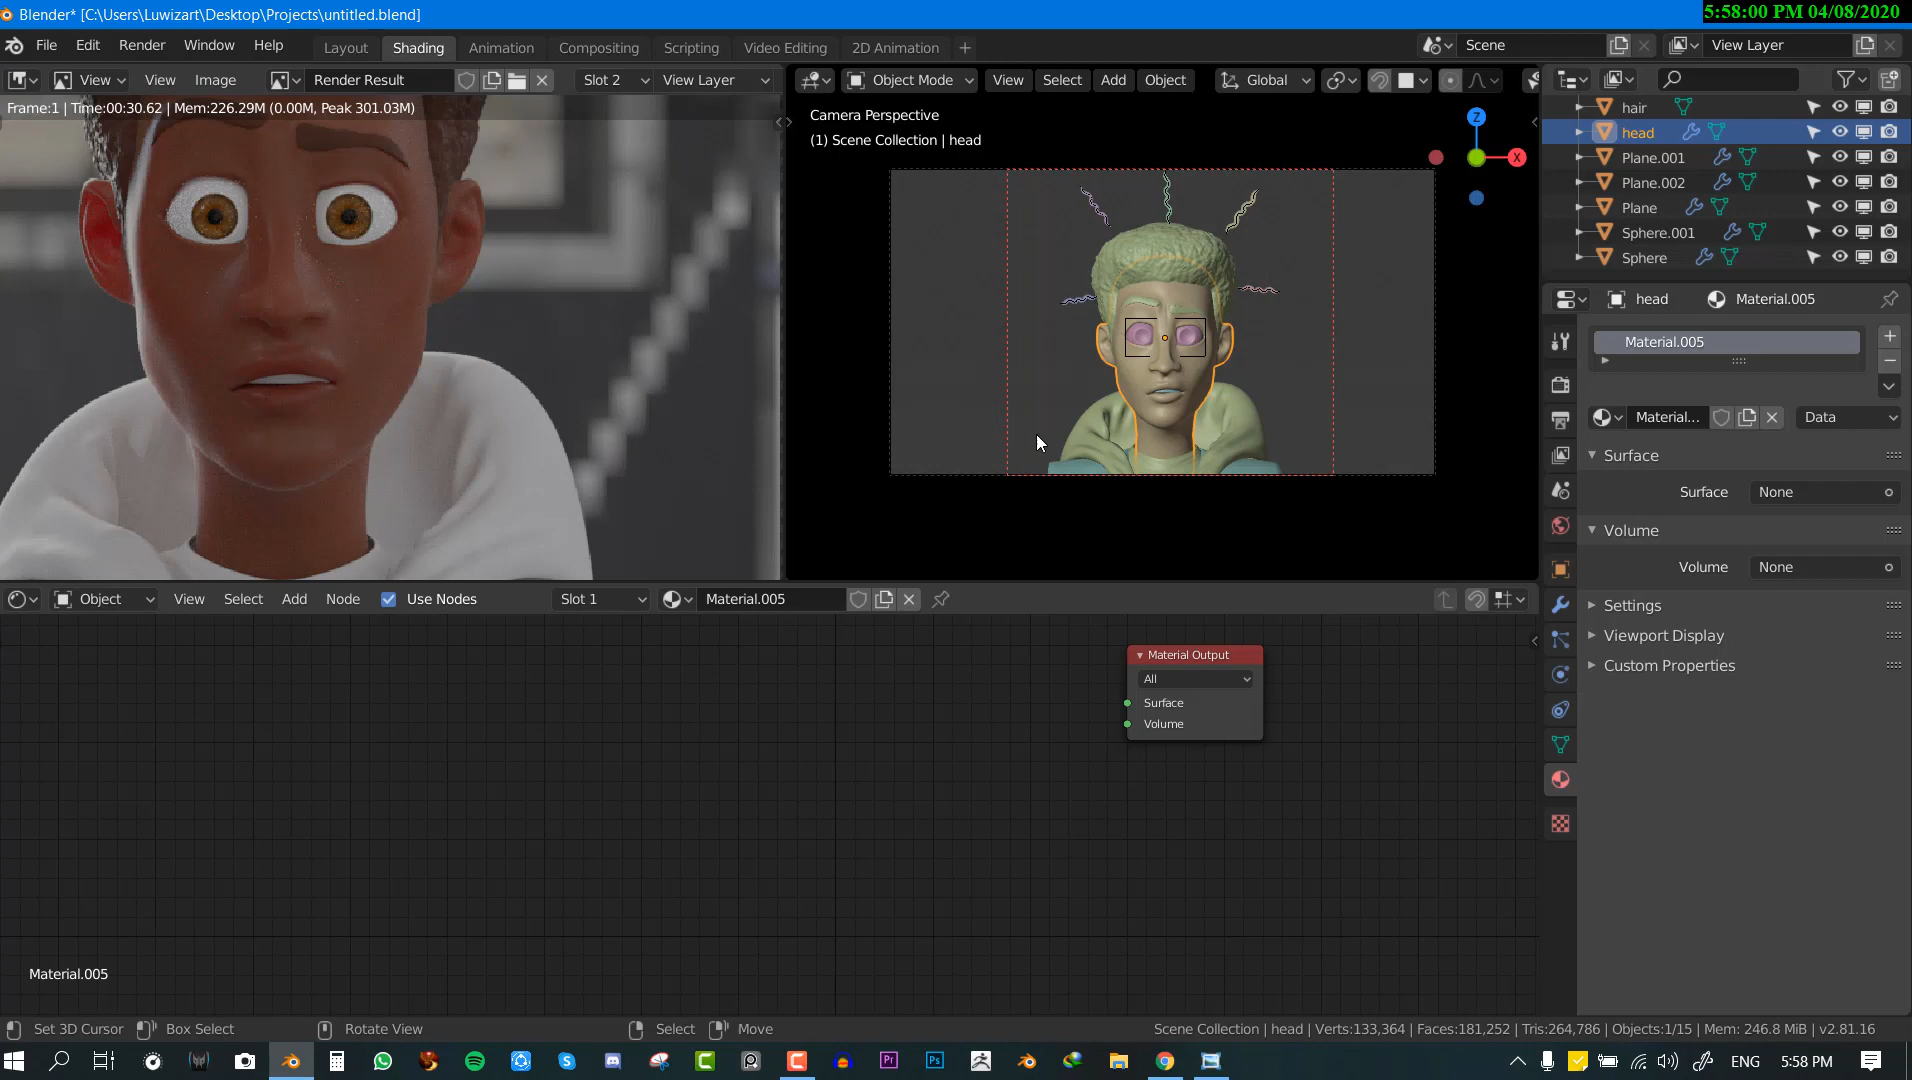 Blender* [C:\Users\Luwizart\Desktop\Projects\untitled.blend]
5:58:00 PM 04/08/2020
File Edit Render Window Help Layout Shading Animation Compositing Scripting Video Editing 2D Animation + Scene View Layer
View View Image Render Result Slot 2 View Layer Object Mode View Select Add Object Global
Frame:1 | Time:00:30.62 | Mem:226.29M (0.00M, Peak 301.03M)
Camera Perspective
(1) Scene Collection | head
Z
X
hair
head
Plane.001
Plane.002
Plane
Sphere.001
Sphere
head Material.005
Material.005
Material... Data
Surface
Surface None
Volume
Volume None
Settings
Viewport Display
Custom Properties
Object View Select Add Node Use Nodes Slot 1 Material.005
Material Output
All
Surface
Volume
Material.005
Set 3D Cursor Box Select Rotate View Select Move Scene Collection | head | Verts:133,364 | Faces:181,252 | Tris:264,786 | Objects:1/15 | Mem: 246.8 MiB | v2.81.16
Pr Ps ENG 5:58 PM